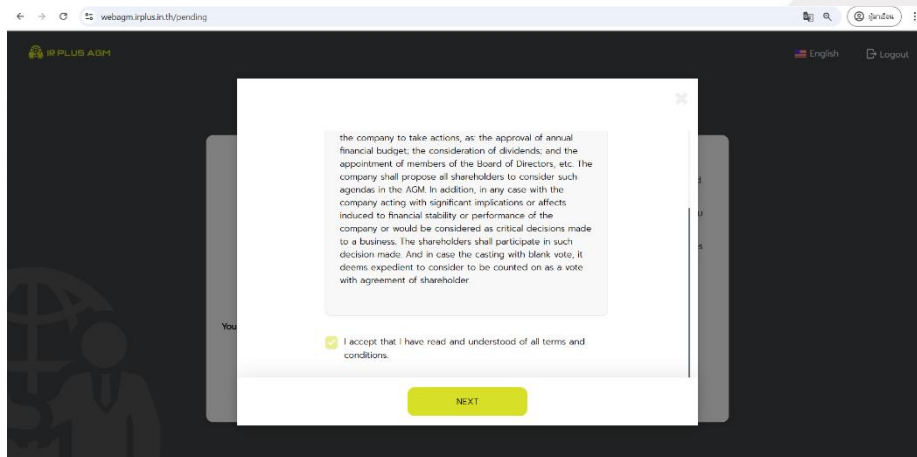 webagm.irplus.in.th/pending
ผู้มาเยือน
IR PLUS AGM
English
Logout
the company to take actions, as: the approval of annual
financial budget; the consideration of dividends; and the
appointment of members of the Board of Directors, etc. The
company shall propose all shareholders to consider such
agendas in the AGM. In addition, in any case with the
company acting with significant implications or affects
induced to financial stability or performance of the
company or would be considered as critical decisions made
to a business. The shareholders shall participate in such
decision made. And in case the casting with blank vote, it
deems expedient to consider to be counted on as a vote
with agreement of shareholder
You
I accept that I have read and understood of all terms and
conditions.
NEXT